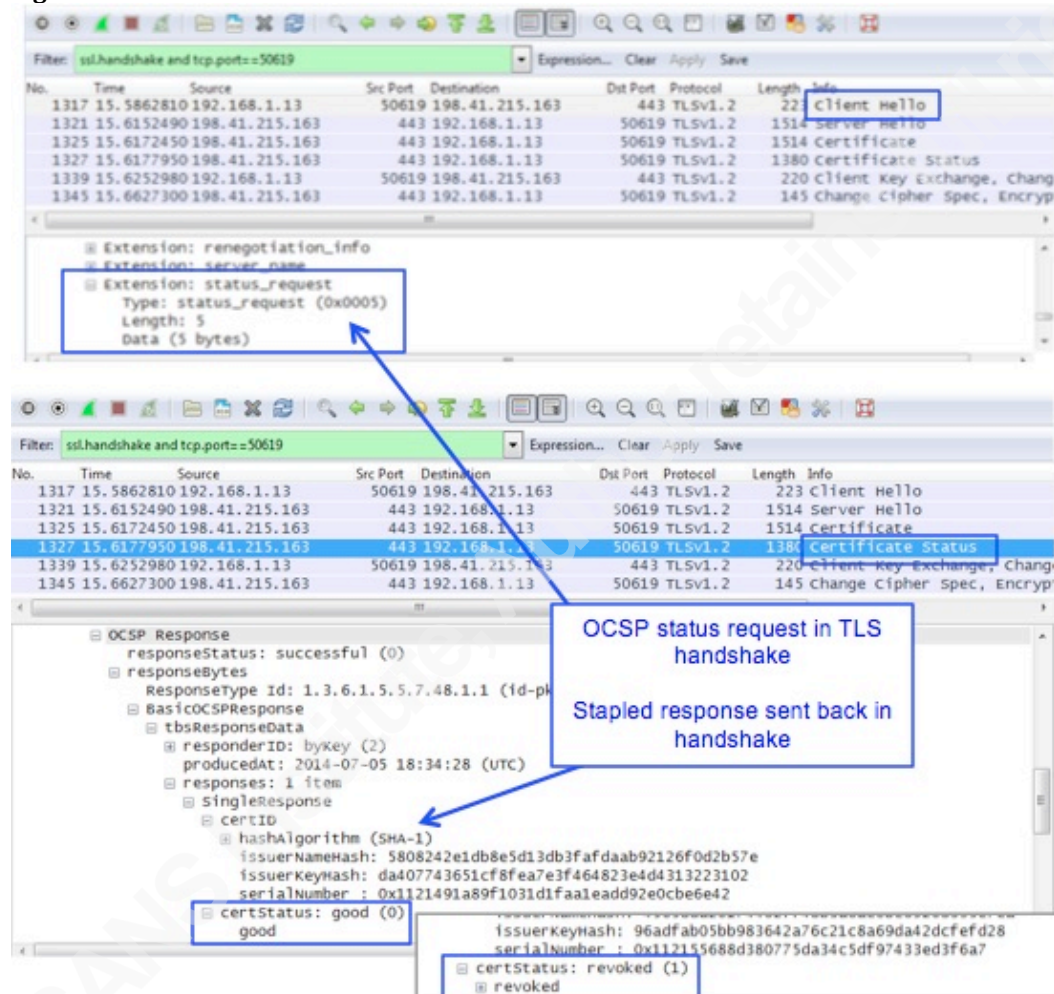 Filter: ssl.handshake and tcp.port==50619 Expression... Clear Apply Save
No. Time Source Src Port Destination Dst Port Protocol Length Info
1317 15.5862810 192.168.1.13 50619 198.41.215.163 443 TLSv1.2 223 Client Hello
1321 15.6152490 198.41.215.163 443 192.168.1.13 50619 TLSv1.2 1514 Server Hello
1325 15.6172450 198.41.215.163 443 192.168.1.13 50619 TLSv1.2 1514 Certificate
1327 15.6177950 198.41.215.163 443 192.168.1.13 50619 TLSv1.2 1380 Certificate Status
1339 15.6252980 192.168.1.13 50619 198.41.215.163 443 TLSv1.2 220 Client Key Exchange, Chang
1345 15.6627300 198.41.215.163 443 192.168.1.13 50619 TLSv1.2 145 Change Cipher Spec, Encryp
Extension: renegotiation_info
Extension: server_name
Extension: status_request
Type: status_request (0x0005)
Length: 5
Data (5 bytes)
Filter: ssl.handshake and tcp.port==50619 Expression... Clear Apply Save
No. Time Source Src Port Destination Dst Port Protocol Length Info
1317 15.5862810 192.168.1.13 50619 198.41.215.163 443 TLSv1.2 223 Client Hello
1321 15.6152490 198.41.215.163 443 192.168.1.13 50619 TLSv1.2 1514 Server Hello
1325 15.6172450 198.41.215.163 443 192.168.1.13 50619 TLSv1.2 1514 Certificate
1327 15.6177950 198.41.215.163 443 192.168.1.13 50619 TLSv1.2 1380 Certificate Status
1339 15.6252980 192.168.1.13 50619 198.41.215.163 443 TLSv1.2 220 Client Key Exchange, Change
1345 15.6627300 198.41.215.163 443 192.168.1.13 50619 TLSv1.2 145 Change Cipher Spec, Encryp
OCSP status request in TLS
handshake
Stapled response sent back in
handshake
OCSP Response
responseStatus: successful (0)
responseBytes
ResponseType Id: 1.3.6.1.5.5.7.48.1.1 (id-pk
BasicOCSPResponse
tbsResponseData
responderID: byKey (2)
producedAt: 2014-07-05 18:34:28 (UTC)
responses: 1 item
SingleResponse
certID
hashAlgorithm (SHA-1)
issuerNameHash: 5808242e1db8e5d13db3fafdaab92126f0d2b57e
issuerKeyHash: da407743651cf8fea7e3f464823e4d4313223102
serialNumber : 0x1121491a89f1031d1faa1eadd92e0cbe6e42
certStatus: good (0)
good
issuerKeyHash: 96adfab05bb983642a76c21c8a69da42dcfefd28
serialNumber : 0x112155688d380775da34c5df97433ed3f6a7
certStatus: revoked (1)
revoked